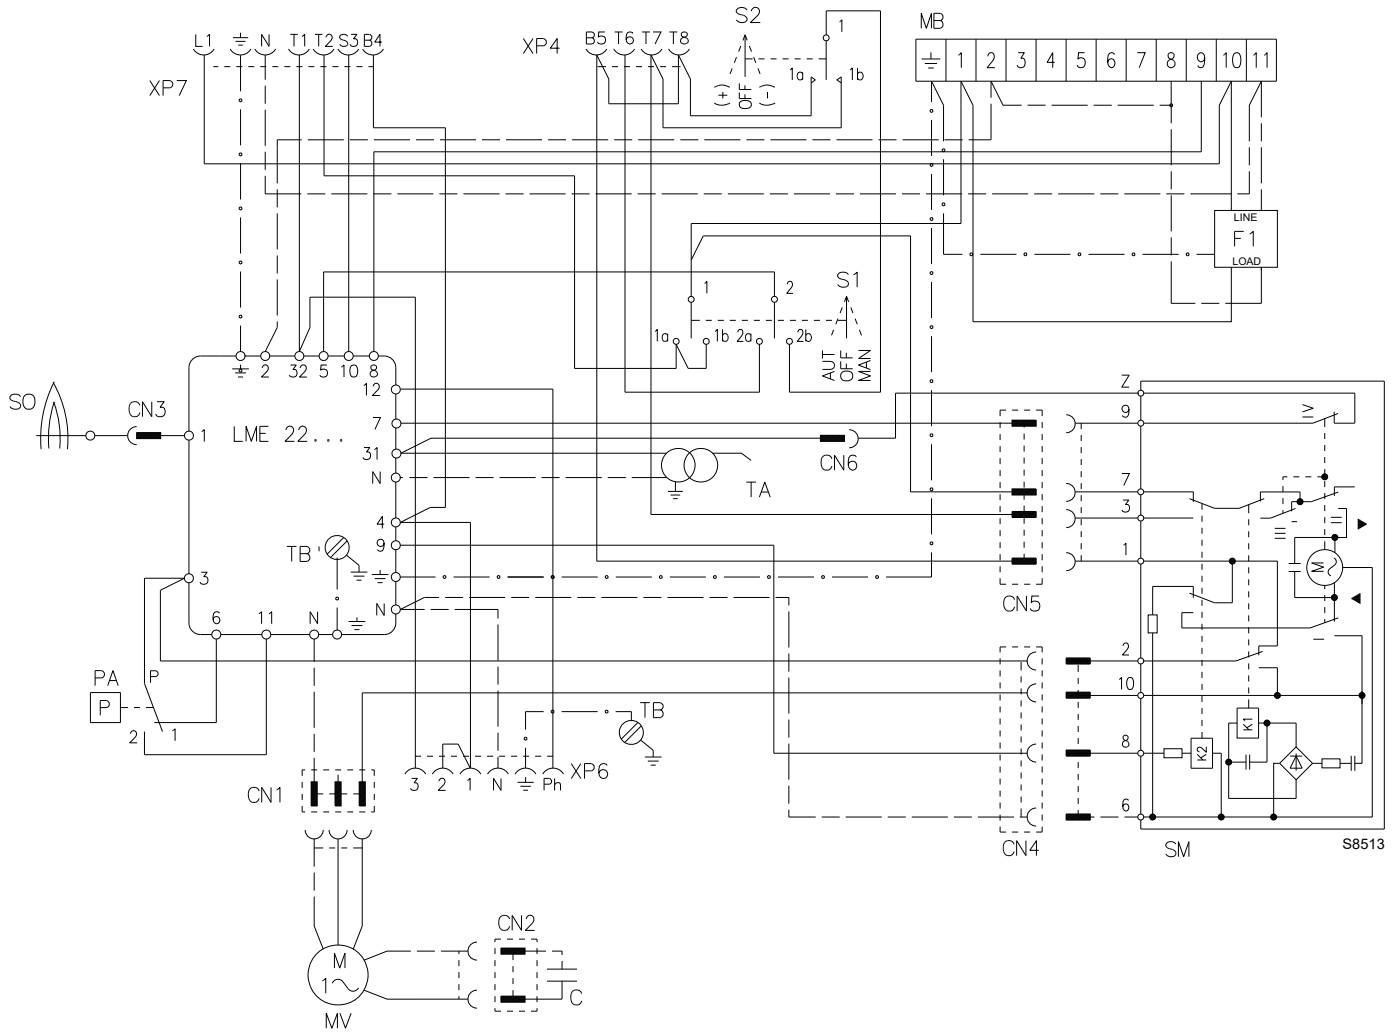 L1 N T1 T2 S3 B4
XP7
XP4
B5 T6 T7 T8
S2
(+) OFF (-)
1
1a 1b
MB
1 2 3 4 5 6 7 8 9 10 11
LINE
F1
LOAD
S1
1 2
1a 1b 2a 2b
AUT OFF MAN
2 32 5 10 8
SO
CN3
1
LME 22...
12
7
31
N
4
9
N
TB
3
6 11 N
PA
P
P
2 1
TA
CN6
CN5
Z
9
7
3
1
2
10
8
6
IV
II
III
M
I
K1
K2
CN4
SM
S8513
TB
XP6
3 2 1 N Ph
CN1
M
1
MV
CN2
C